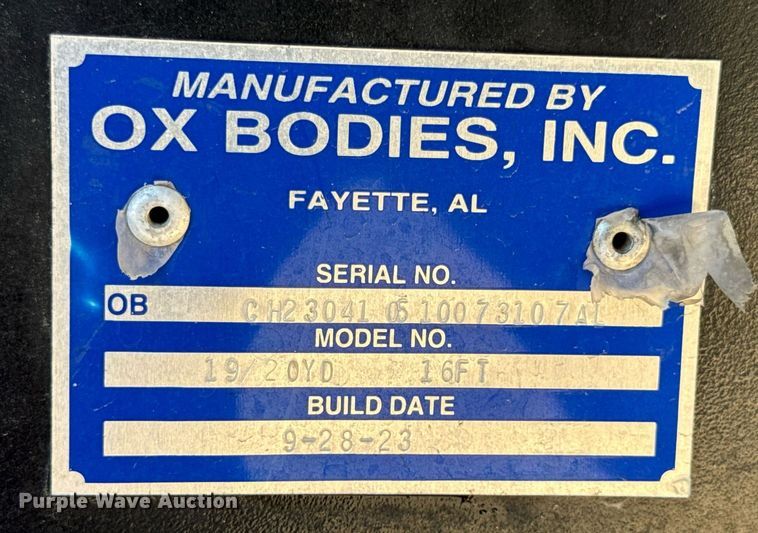 MANUFACTURED BY
OX BODIES, INC.
FAYETTE, AL
SERIAL NO.
OB
MODEL NO.
19/20YD 16FT
BUILD DATE
9-28-23
Purple Wave Auction